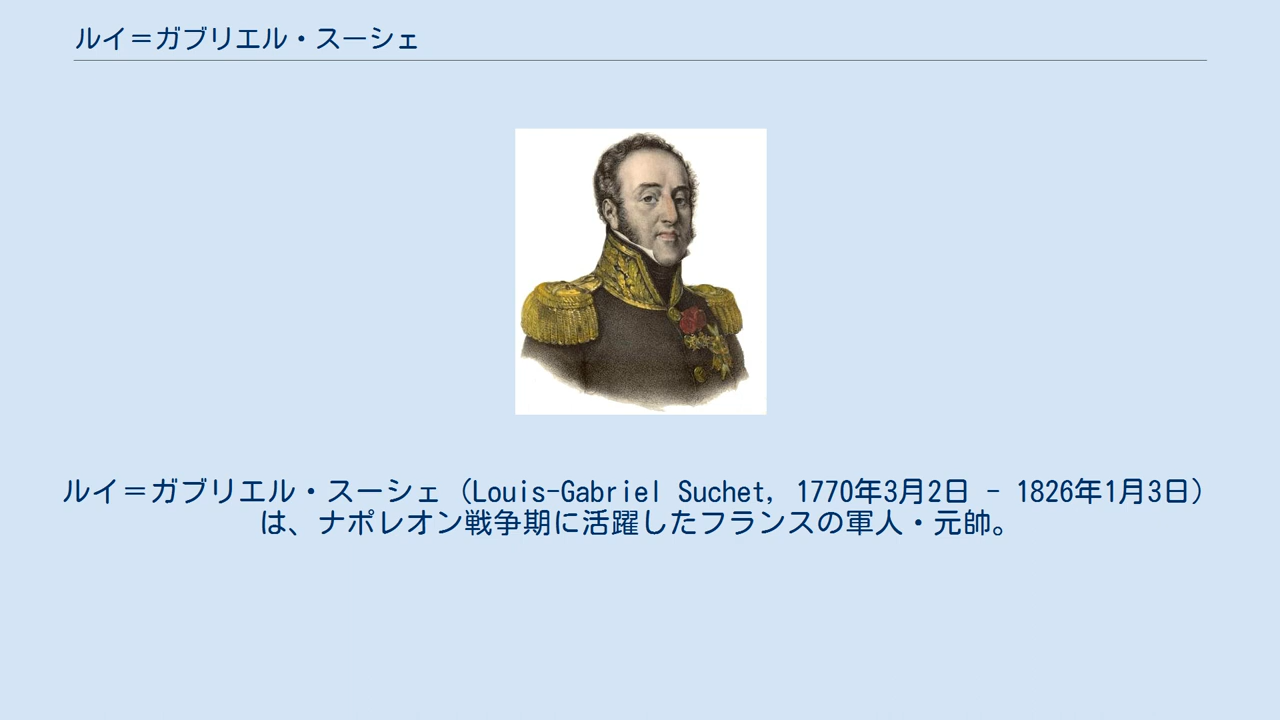 ルイ＝ガブリエル・スーシェ
ルイ＝ガブリエル・スーシェ（Louis-Gabriel Suchet, 1770年3月2日 - 1826年1月3日）
は、ナポレオン戦争期に活躍したフランスの軍人・元帥。